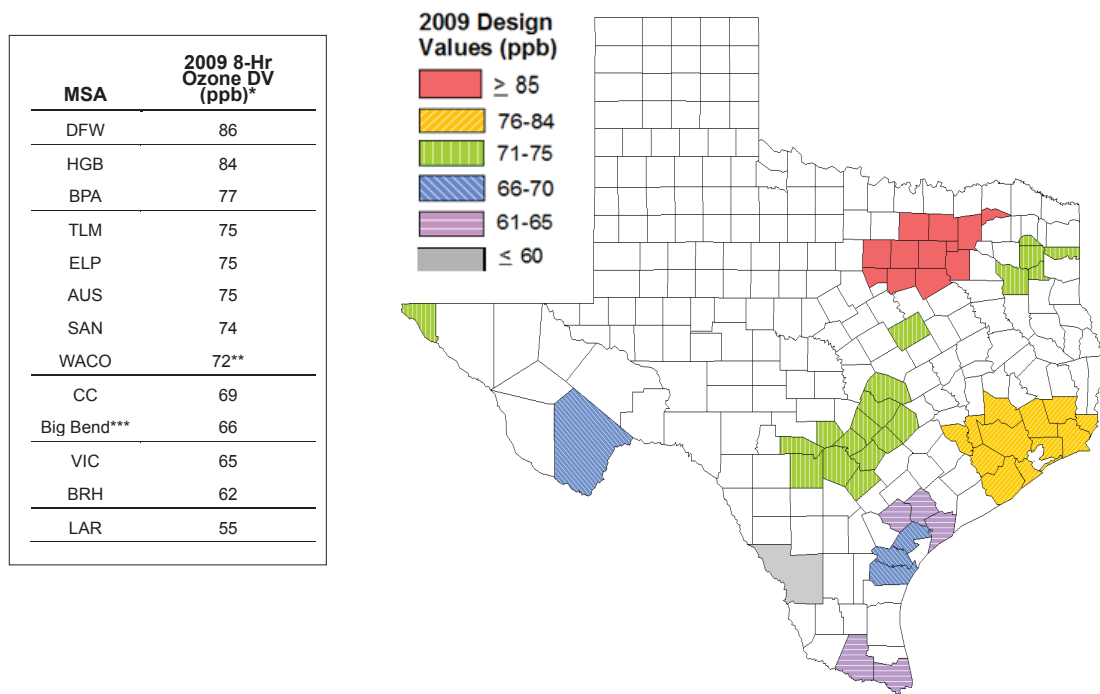 MSA 2009 8-Hr Ozone DV (ppb)*
DFW 86
HGB 84
BPA 77
TLM 75
ELP 75
AUS 75
SAN 74
WACO 72**
CC 69
Big Bend*** 66
VIC 65
BRH 62
LAR 55
2009 Design
Values (ppb)
≥ 85
76-84
71-75
66-70
61-65
≤ 60